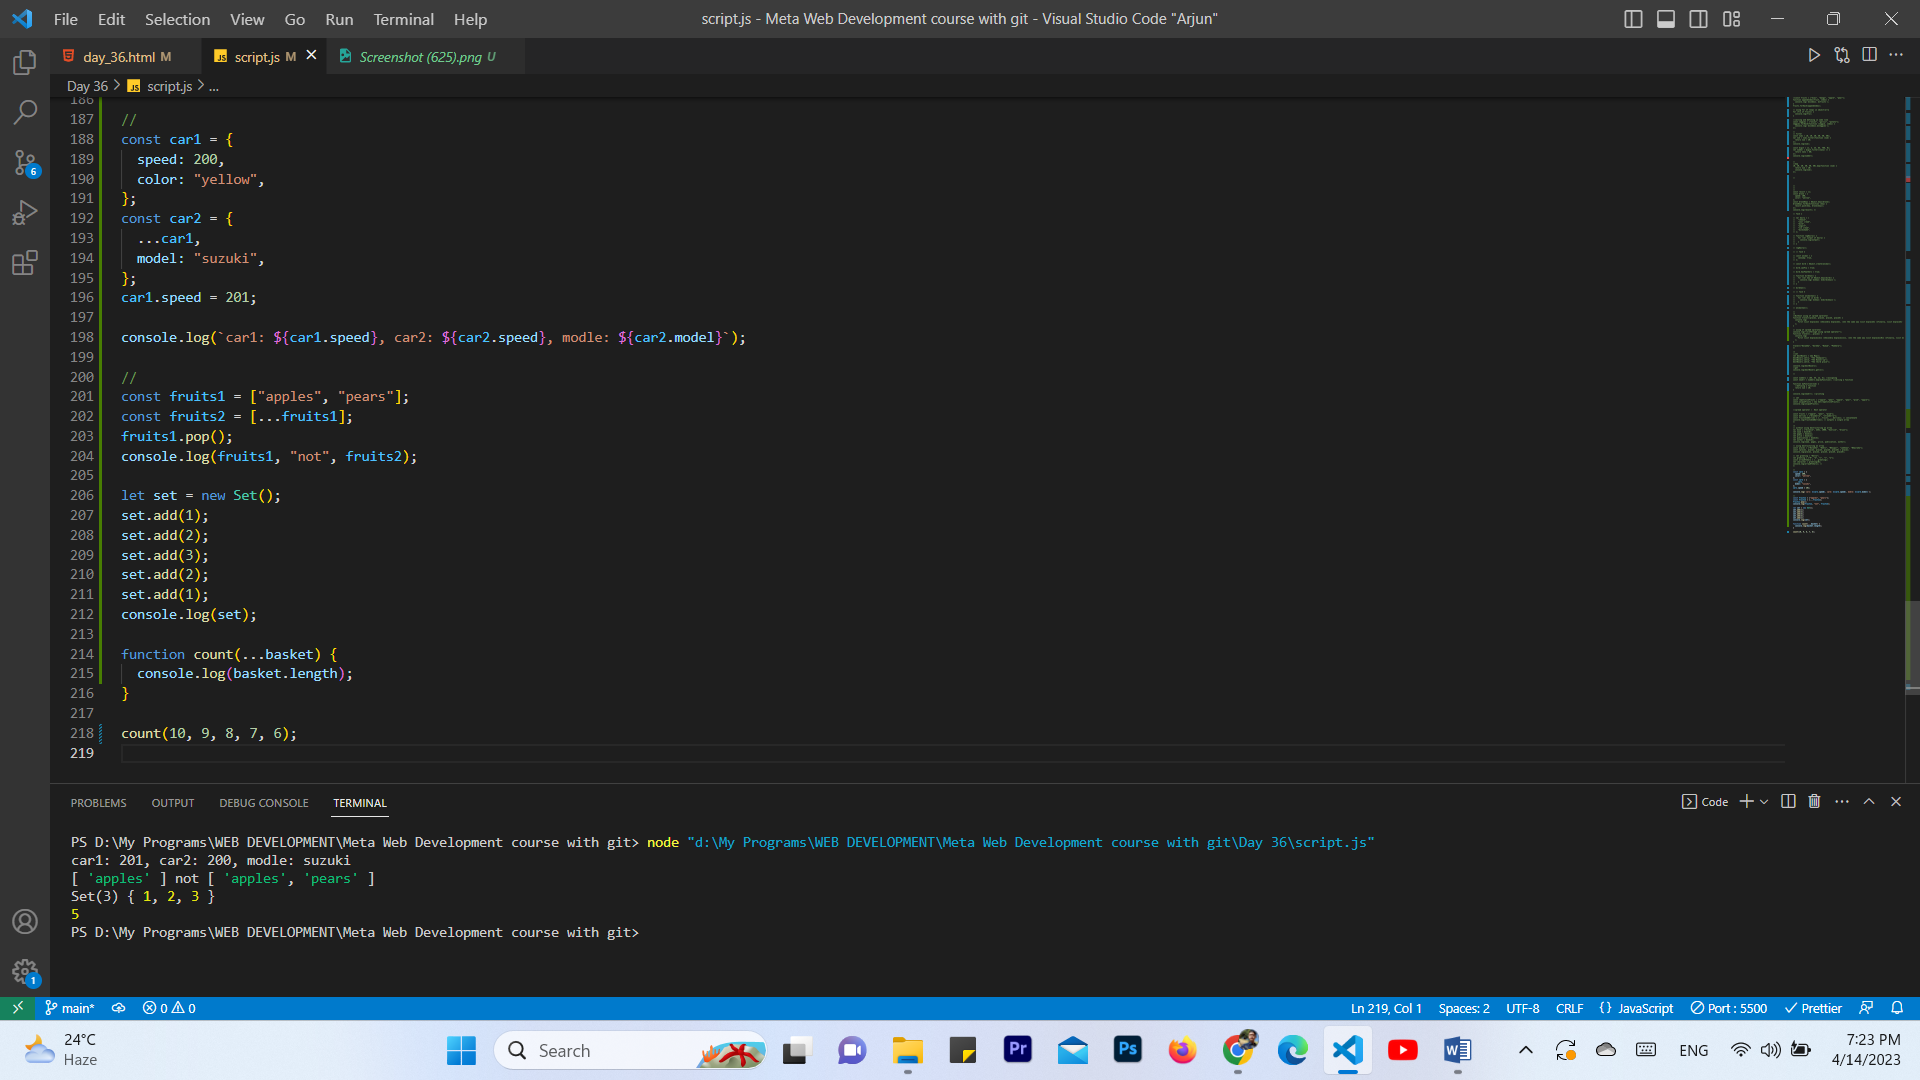 File Edit Selection View Go Run Terminal Help
script.js - Meta Web Development course with git - Visual Studio Code "Arjun"
day_36.html M
script.js M
Screenshot (625).png U
Day 36 > script.js > ...
186
187 //
188 const car1 = {
189 speed: 200,
190 color: "yellow",
191 };
192 const car2 = {
193 ...car1,
194 model: "suzuki",
195 };
196 car1.speed = 201;
197
198 console.log(`car1: ${car1.speed}, car2: ${car2.speed}, modle: ${car2.model}`);
199
200 //
201 const fruits1 = ["apples", "pears"];
202 const fruits2 = [...fruits1];
203 fruits1.pop();
204 console.log(fruits1, "not", fruits2);
205
206 let set = new Set();
207 set.add(1);
208 set.add(2);
209 set.add(3);
210 set.add(2);
211 set.add(1);
212 console.log(set);
213
214 function count(...basket) {
215 console.log(basket.length);
216 }
217
218 count(10, 9, 8, 7, 6);
219
PROBLEMS OUTPUT DEBUG CONSOLE TERMINAL
Code
PS D:\My Programs\WEB DEVELOPMENT\Meta Web Development course with git> node "d:\My Programs\WEB DEVELOPMENT\Meta Web Development course with git\Day 36\script.js"
car1: 201, car2: 200, modle: suzuki
[ 'apples' ] not [ 'apples', 'pears' ]
Set(3) { 1, 2, 3 }
5
PS D:\My Programs\WEB DEVELOPMENT\Meta Web Development course with git>
6
1
main* 0 0
Ln 219, Col 1 Spaces: 2 UTF-8 CRLF {} JavaScript Port : 5500 Prettier
24°C
Haze
Search
Pr
Ps
ENG
7:23 PM
4/14/2023